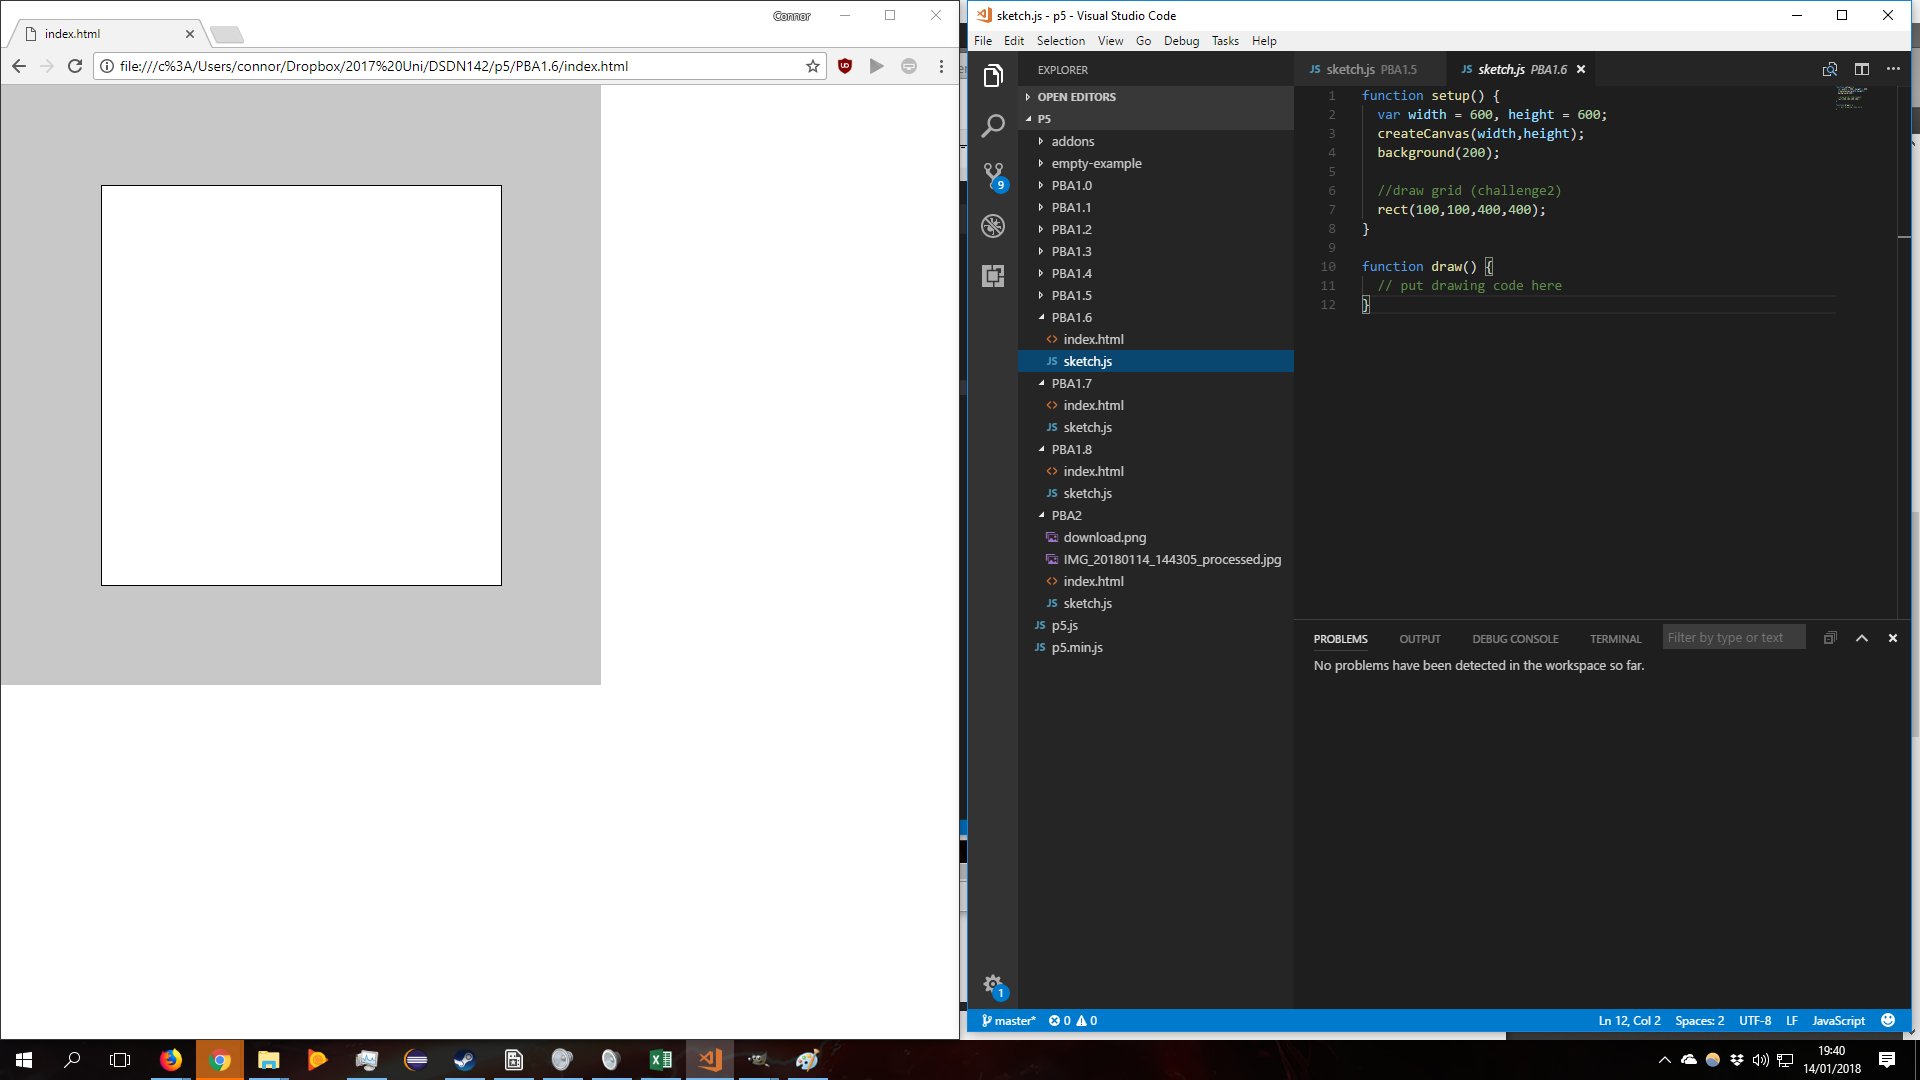 Connor
index.html
file:///c%3A/Users/connor/Dropbox/2017%20Uni/DSDN142/p5/PBA1.6/index.html
sketch.js - p5 - Visual Studio Code
File Edit Selection View Go Debug Tasks Help
EXPLORER
OPEN EDITORS
P5
addons
empty-example
PBA1.0
PBA1.1
PBA1.2
PBA1.3
PBA1.4
PBA1.5
PBA1.6
index.html
JS sketch.js
PBA1.7
index.html
JS sketch.js
PBA1.8
index.html
JS sketch.js
PBA2
download.png
IMG_20180114_144305_processed.jpg
index.html
JS sketch.js
JS p5.js
JS p5.min.js
9
1
JS sketch.js PBA1.5 JS sketch.js PBA1.6
1 function setup() {
2 var width = 600, height = 600;
3 createCanvas(width,height);
4 background(200);
5
6 //draw grid (challenge2)
7 rect(100,100,400,400);
8 }
9
10 function draw() {
11 // put drawing code here
12 }
PROBLEMS OUTPUT DEBUG CONSOLE TERMINAL Filter by type or text
No problems have been detected in the workspace so far.
master* 0 0 Ln 12, Col 2 Spaces: 2 UTF-8 LF JavaScript
19:40
14/01/2018